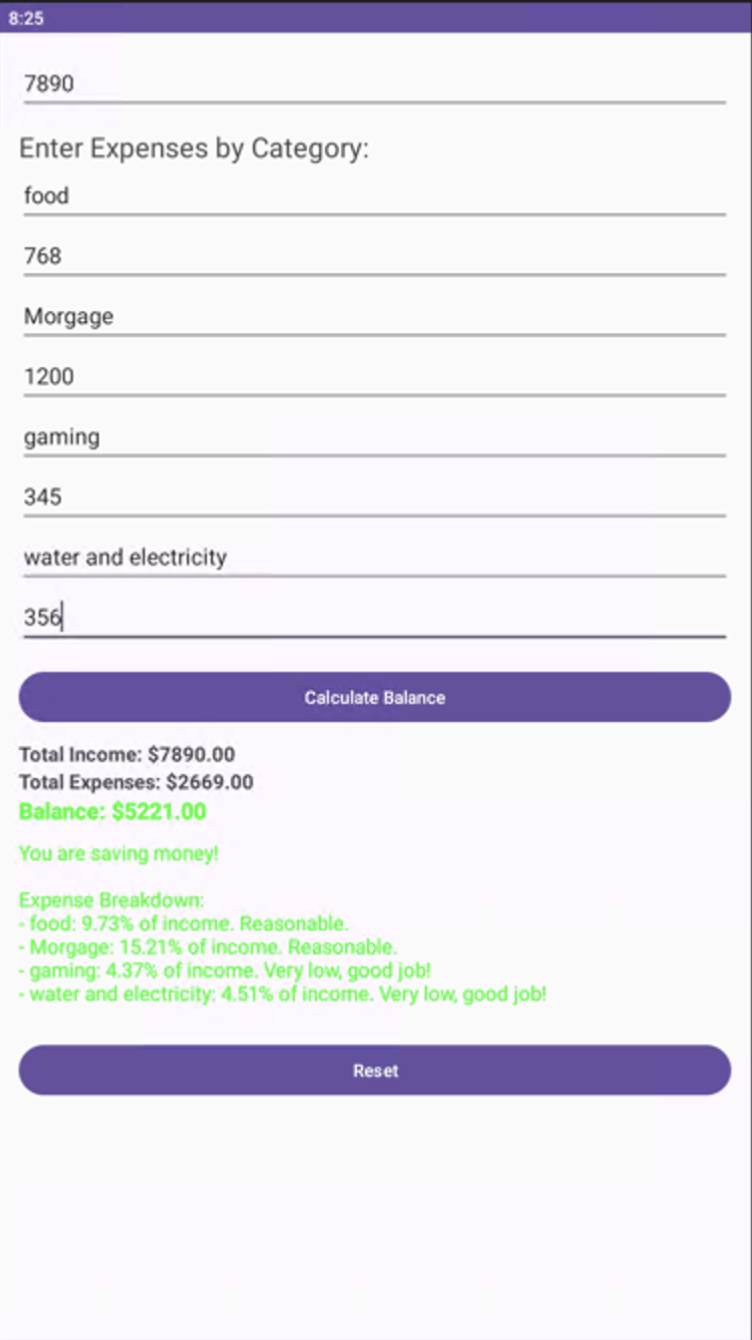 8:25
7890
Enter Expenses by Category:
food
768
Morgage
1200
gaming
345
water and electricity
356
Calculate Balance
Total Income: $7890.00
Total Expenses: $2669.00
Balance: $5221.00
You are saving money!
Expense Breakdown:
- food: 9.73% of income. Reasonable.
- Morgage: 15.21% of income. Reasonable.
- gaming: 4.37% of income. Very low, good job!
- water and electricity: 4.51% of income. Very low, good job!
Reset